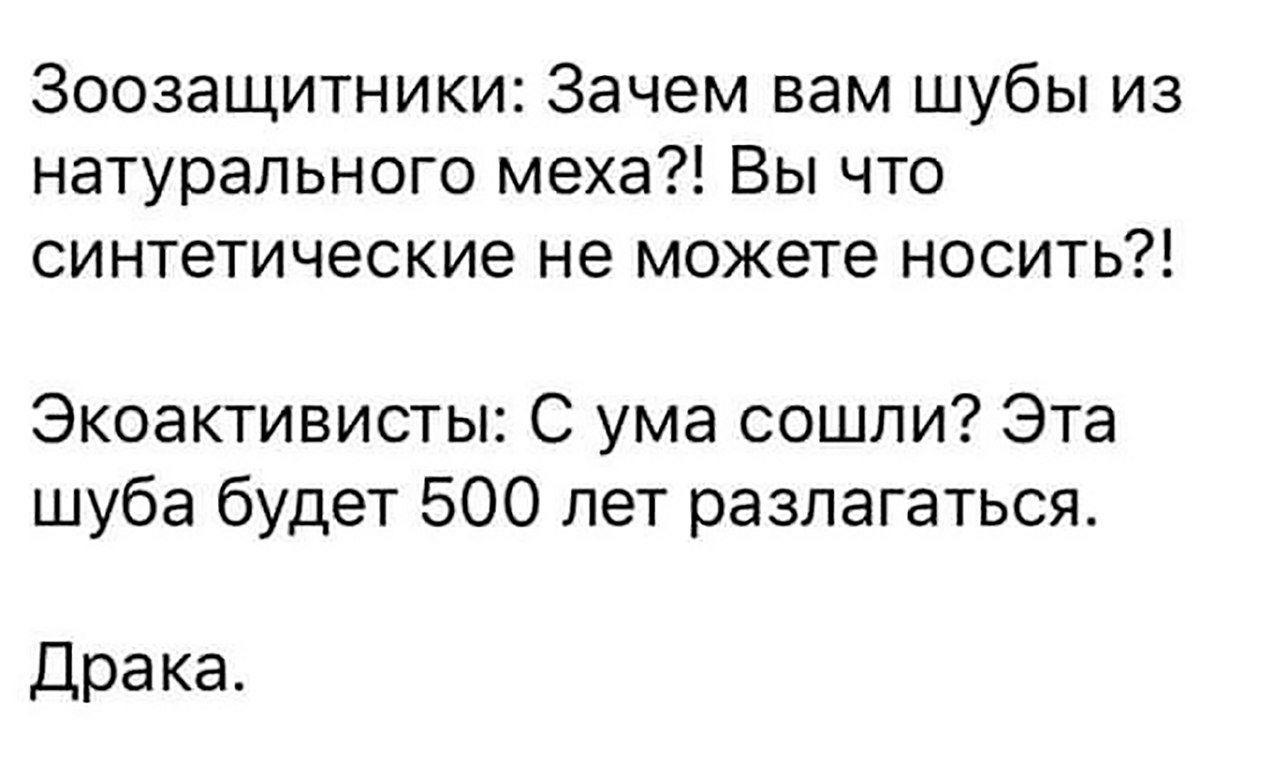 Зоозащитники: Зачем вам шубы из
натурального меха?! Вы что
синтетические не можете носить?!
Экоактивисты: С ума сошли? Эта
шуба будет 500 лет разлагаться.
Драка.